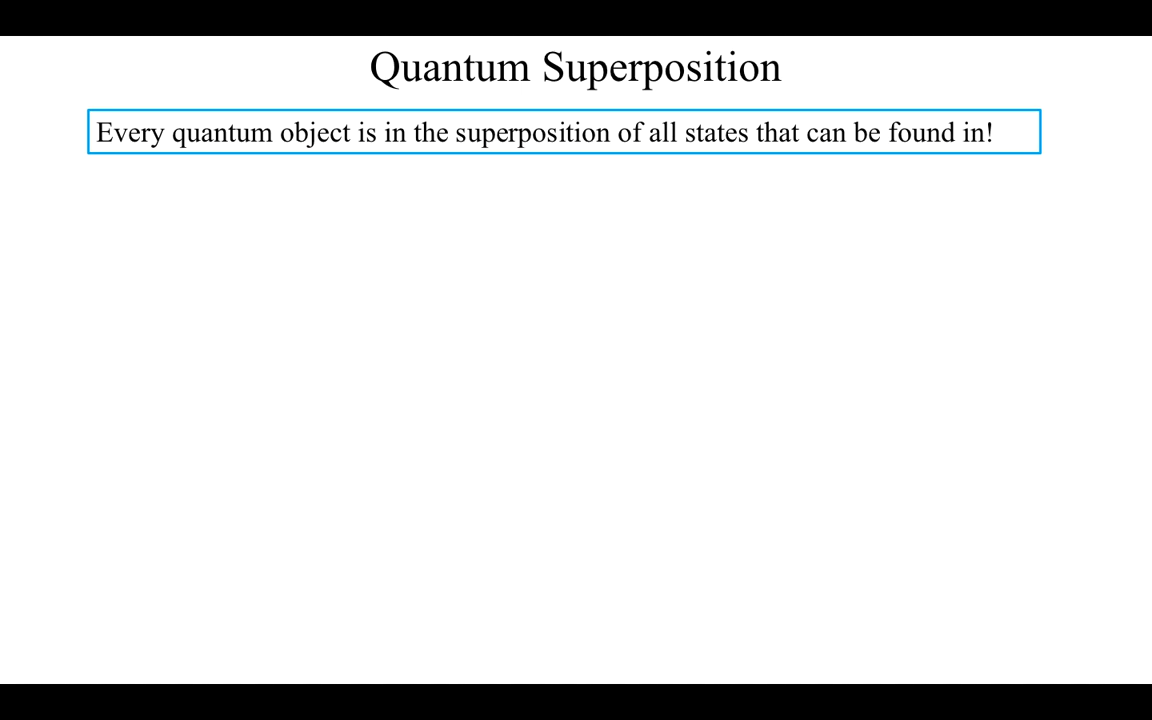 Quantum Superposition
Every quantum object is in the superposition of all states that can be found in!